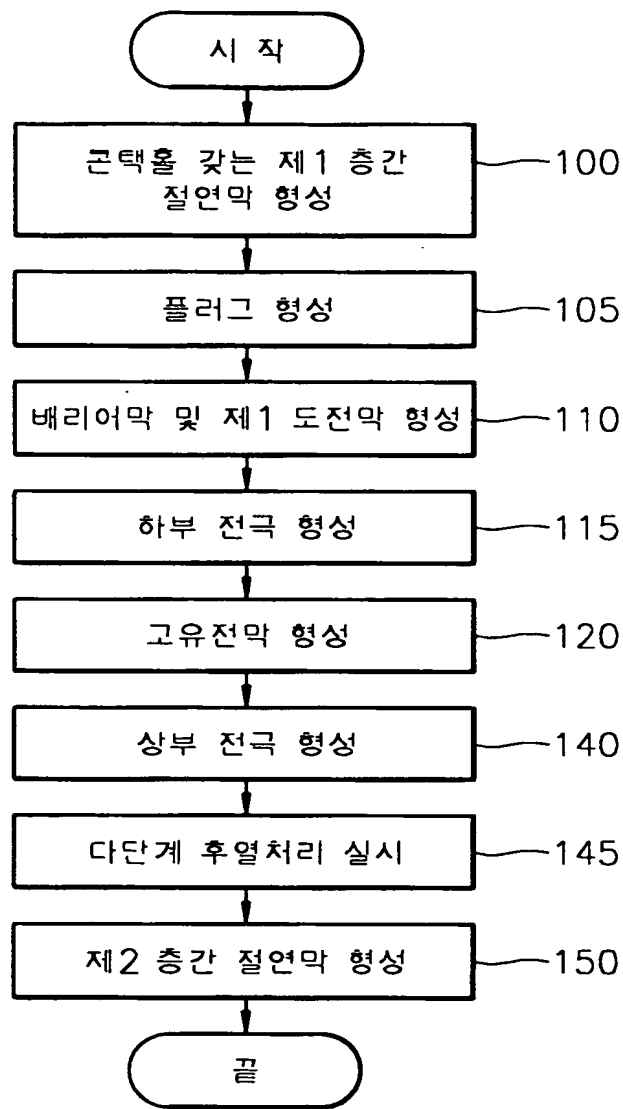 시 작
콘택홀 갖는 제1 층간
절연막 형성
100
플러그 형성
105
배리어막 및 제1 도전막 형성
110
하부 전극 형성
115
고유전막 형성
120
상부 전극 형성
140
다단계 후열처리 실시
145
제2 층간 절연막 형성
150
끝